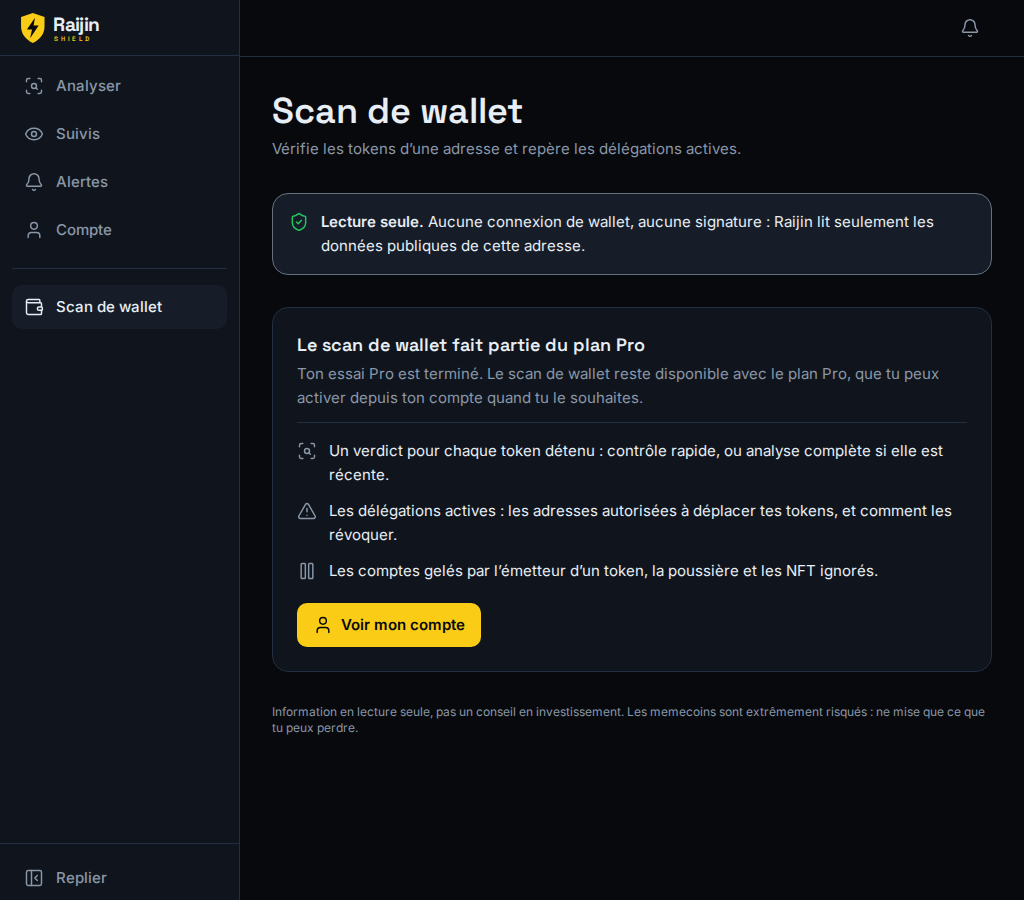 Raijin
SHIELD
Analyser
Suivis
Alertes
Compte
Scan de wallet
Replier
Scan de wallet
Vérifie les tokens d’une adresse et repère les délégations actives.
Lecture seule. Aucune connexion de wallet, aucune signature : Raijin lit seulement les
données publiques de cette adresse.
Le scan de wallet fait partie du plan Pro
Ton essai Pro est terminé. Le scan de wallet reste disponible avec le plan Pro, que tu peux
activer depuis ton compte quand tu le souhaites.
Un verdict pour chaque token détenu : contrôle rapide, ou analyse complète si elle est
récente.
Les délégations actives : les adresses autorisées à déplacer tes tokens, et comment les
révoquer.
Les comptes gelés par l’émetteur d’un token, la poussière et les NFT ignorés.
Voir mon compte
Information en lecture seule, pas un conseil en investissement. Les memecoins sont extrêmement risqués : ne mise que ce que
tu peux perdre.